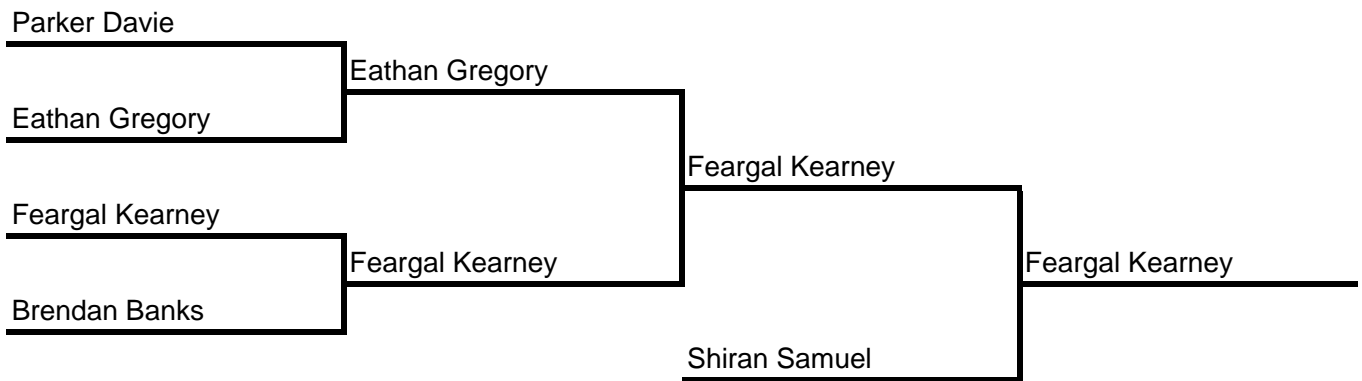 Parker Davie
Eathan Gregory
Eathan Gregory
Feargal Kearney
Feargal Kearney
Feargal Kearney
Feargal Kearney
Brendan Banks
Shiran Samuel